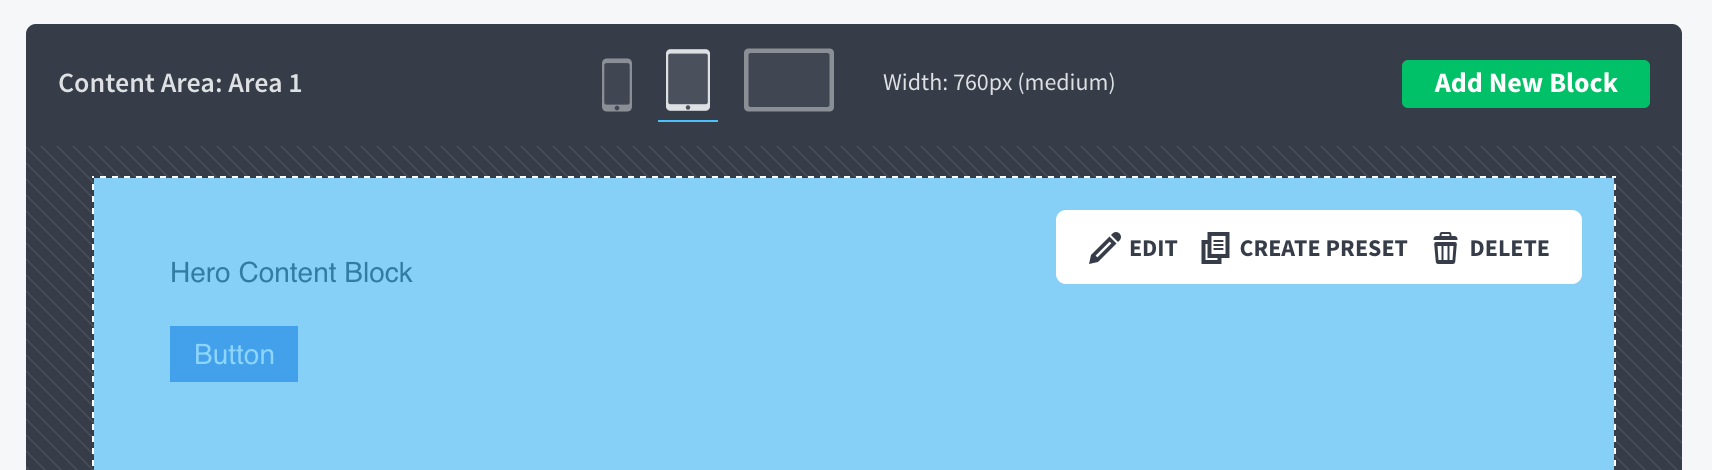 Content Area: Area 1
Width: 760px (medium)
Add New Block
EDIT
CREATE PRESET
DELETE
Hero Content Block
Button